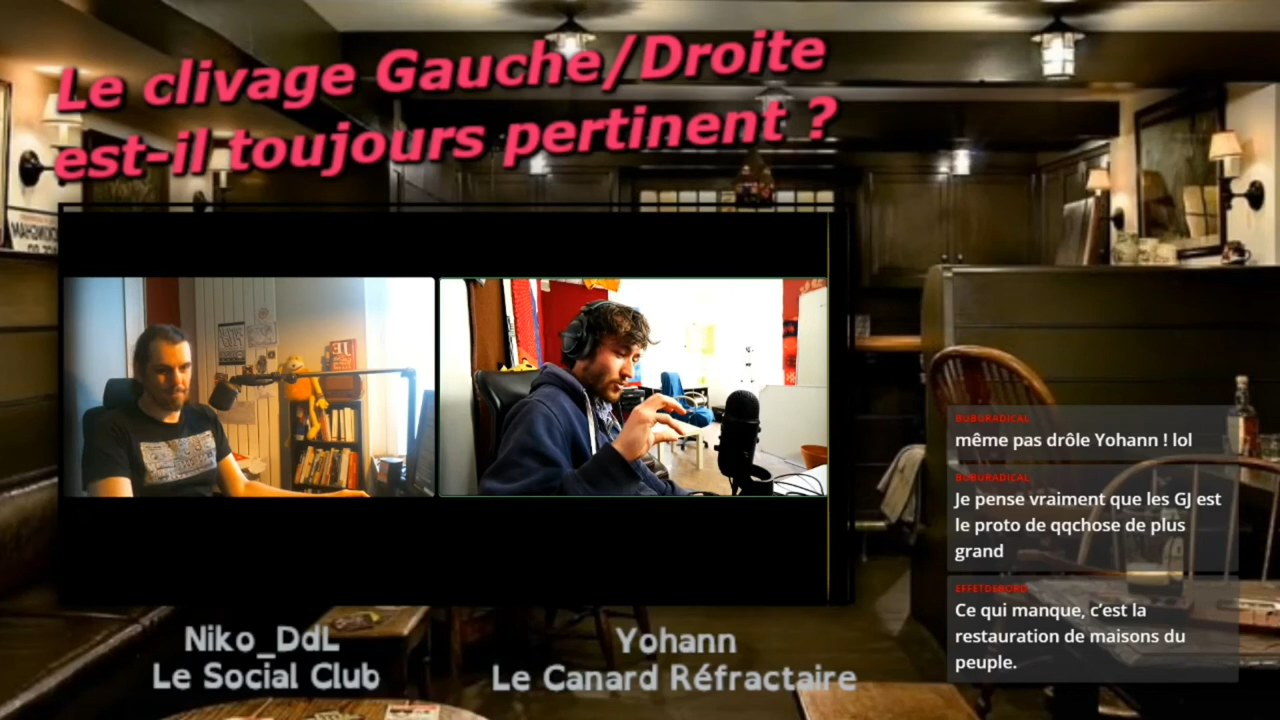 Le clivage Gauche/Droite
est-il toujours pertinent ?
BUBURADICAL
même pas drôle Yohann ! lol
BUBURADICAL
Je pense vraiment que les GJ est
le proto de qqchose de plus
grand
EFFETDEBORD
Ce qui manque, c'est la
restauration de maisons du
peuple.
Niko_DdL
Le Social Club
Yohann
Le Canard Réfractaire